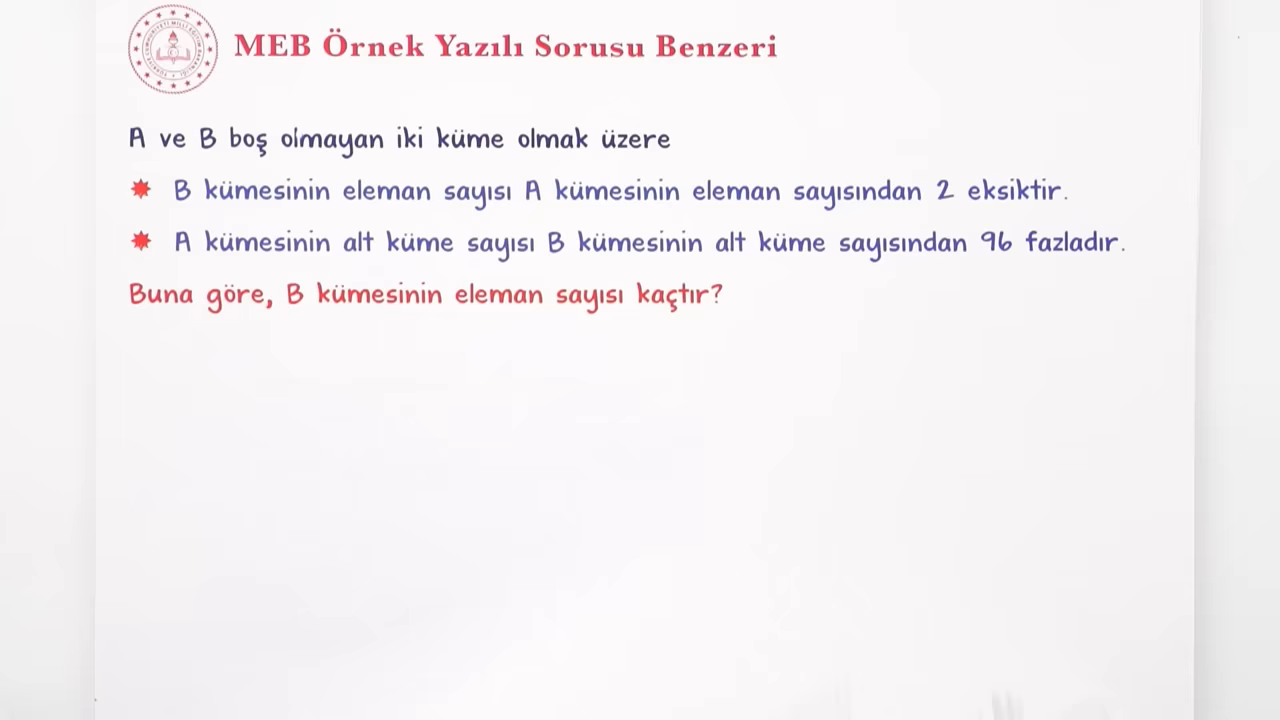 MEB Örnek Yazılı Sorusu Benzeri
A ve B boş olmayan iki küme olmak üzere
B kümesinin eleman sayısı A kümesinin eleman sayısından 2 eksiktir.
A kümesinin alt küme sayısı B kümesinin alt küme sayısından 96 fazladır.
Buna göre, B kümesinin eleman sayısı kaçtır?